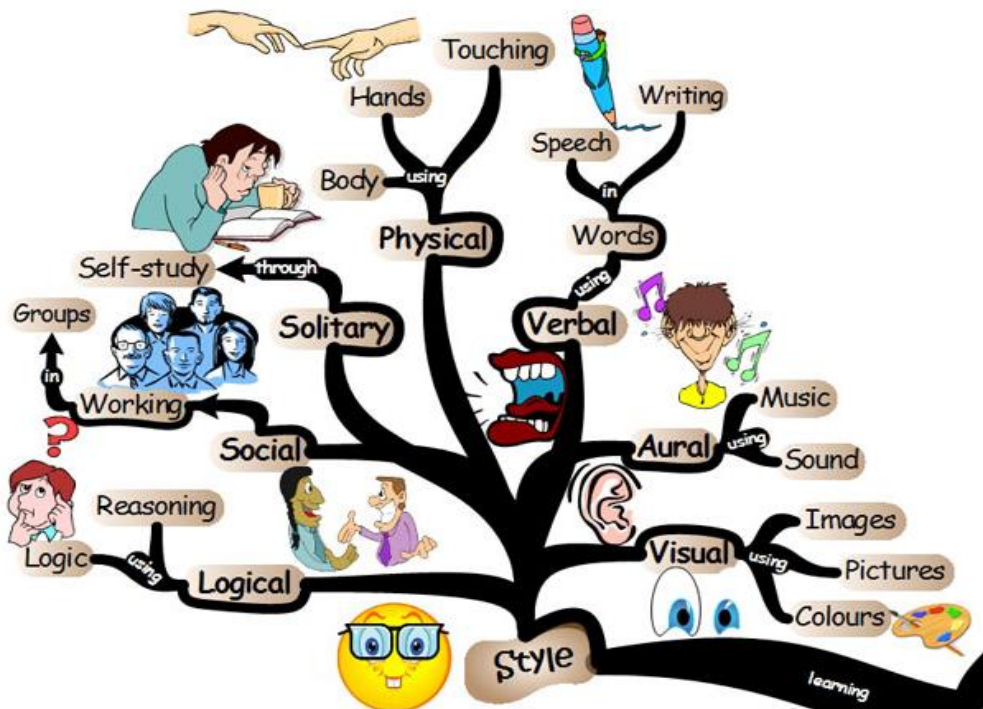 Touching
Hands
Body
using
Physical
Writing
Speech
in
Words
using
Verbal
Self-study
through
Solitary
Groups
in
Working
Social
?
Music
using
Aural
Sound
Reasoning
Logic
using
Logical
Images
Visual
using
Pictures
Colours
Style
learning